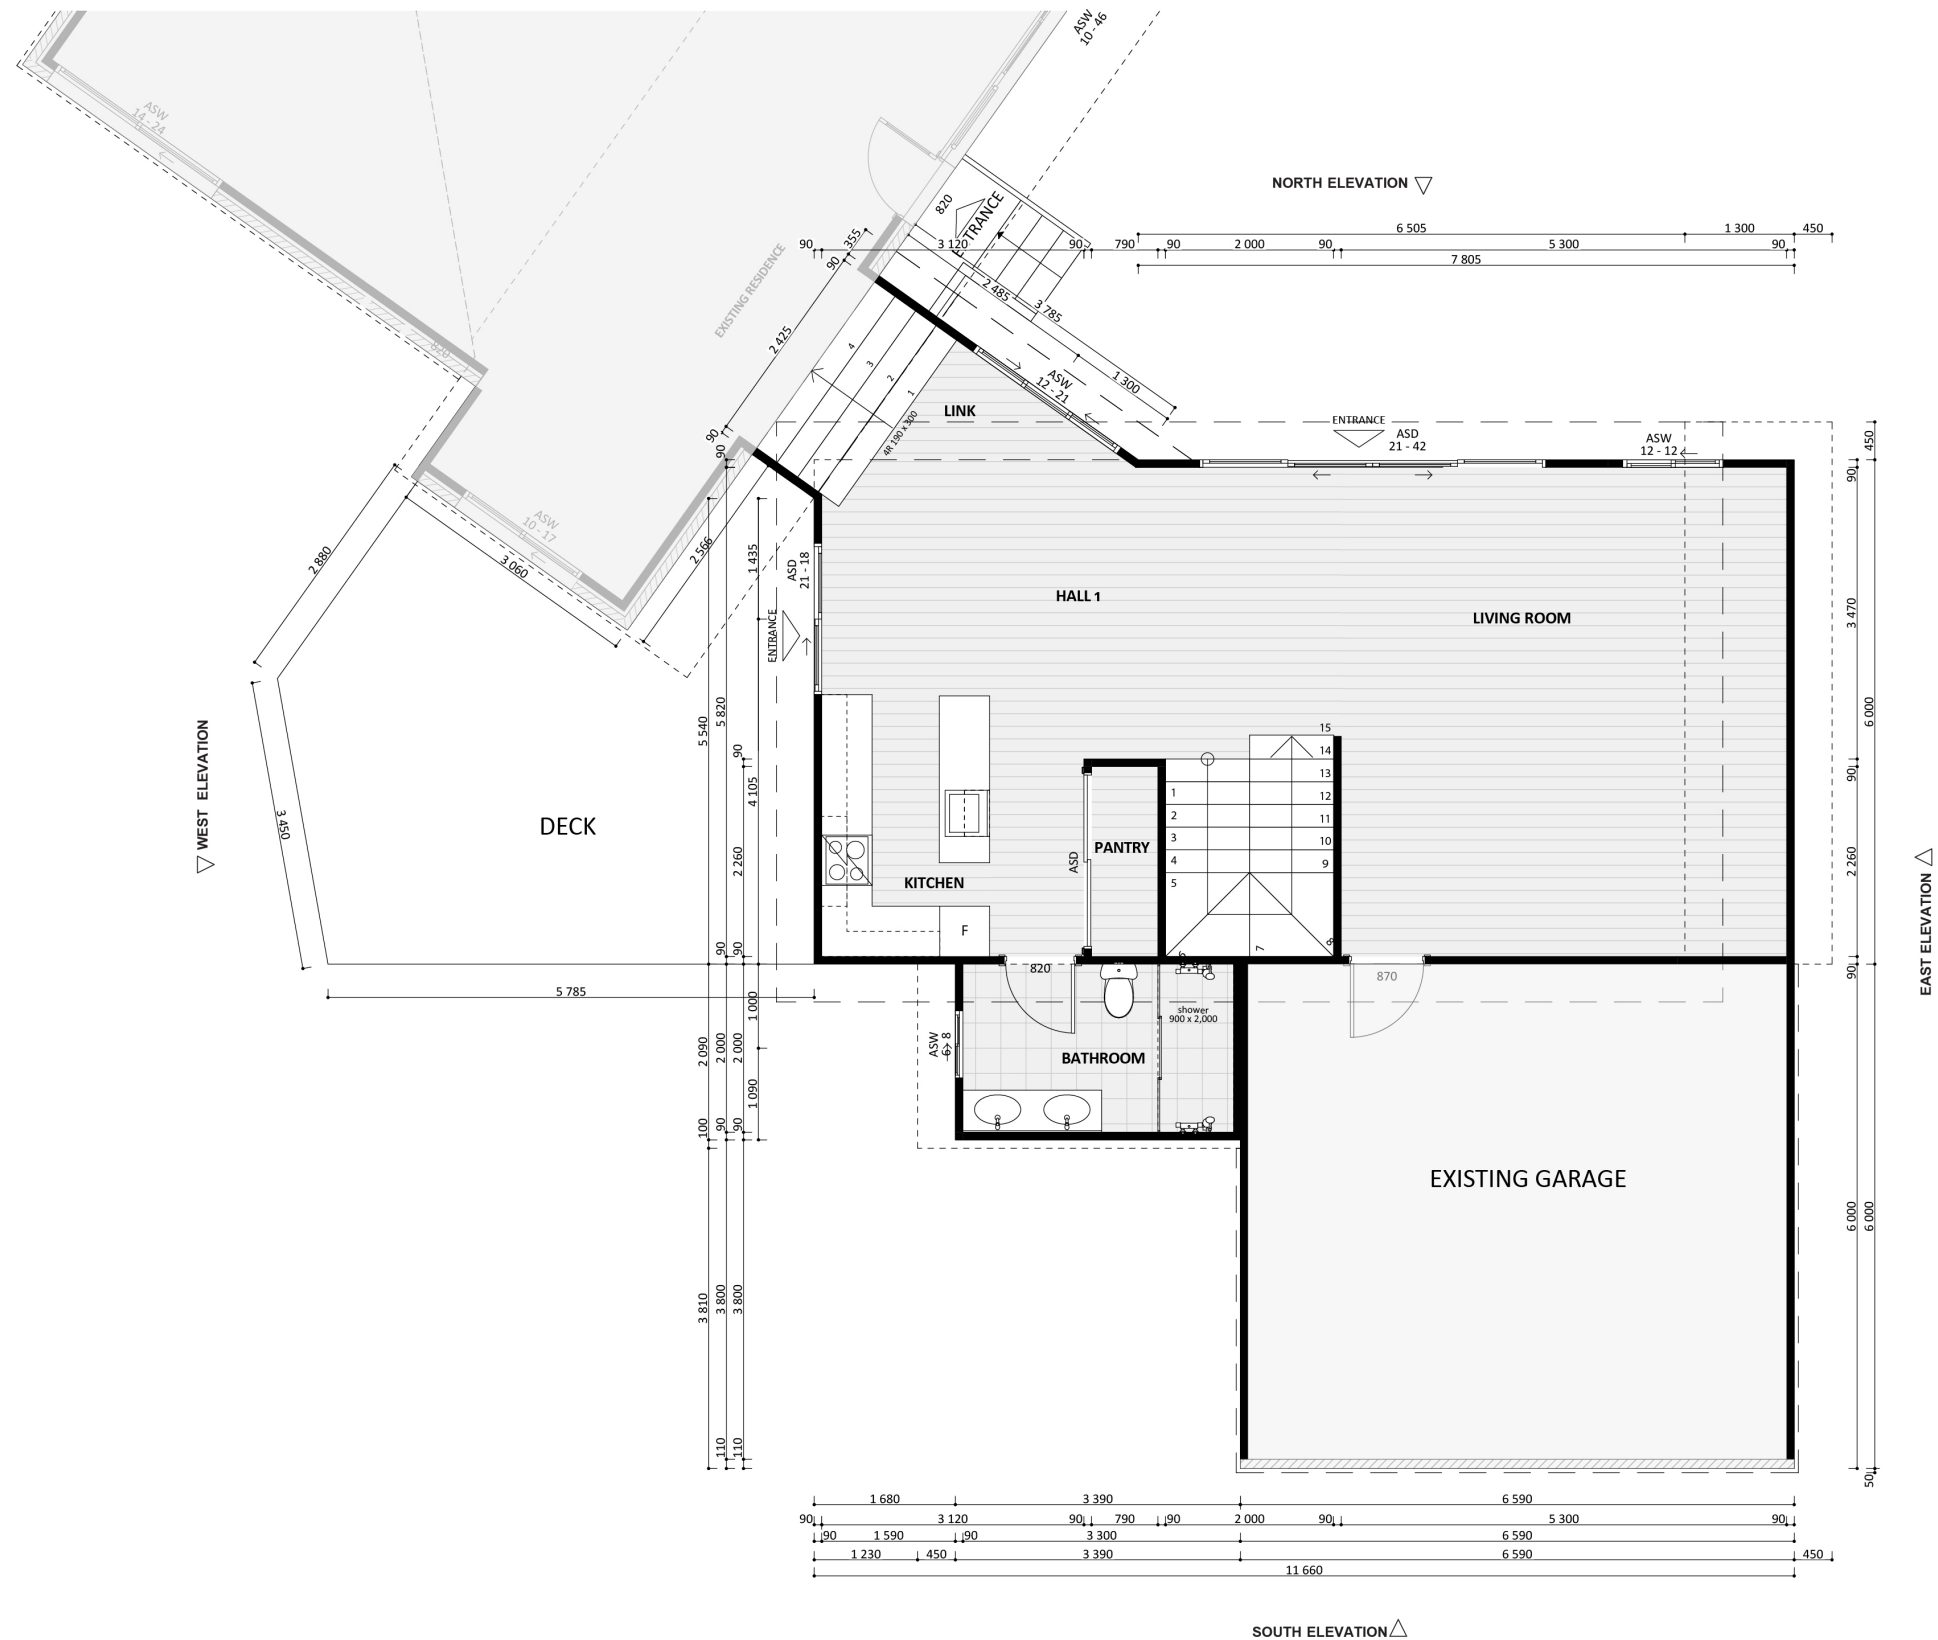 ASW
10 - 46
ASW
14 - 24
NORTH ELEVATION
820
ENTRANCE
6 505
1 300
450
90
355
3 120
90
790
90
2 000
90
5 300
90
7 805
90
EXISTING RESIDENCE
2 485
3 785
2 425
820
4
3
2
1
4R 190 x 300
ASW
12 - 21
1 300
LINK
ENTRANCE
ASD
21 - 42
ASW
12 - 12
450
90
90
90
ASW
10 - 17
2 880
3 060
2 566
1 435
ASD
21 - 18
ENTRANCE
HALL 1
LIVING ROOM
3 470
6 000
5 540
5 820
90
4 105
2 260
90
90
WEST ELEVATION
3 450
DECK
15
14
13
12
11
10
9
8
7
6
1
2
3
4
5
PANTRY
ASD
KITCHEN
F
90
2 260
90
EAST ELEVATION
5 785
820
870
1 000
2 090
2 000
2 000
1 090
100
90
90
ASW
6 - 8
shower
900 x 2,000
BATHROOM
EXISTING GARAGE
3 810
3 800
3 800
110
110
6 000
6 000
50
1 680
3 390
6 590
90
3 120
90
790
90
2 000
90
5 300
90
90
1 590
90
3 300
6 590
1 230
450
3 390
6 590
450
11 660
SOUTH ELEVATION